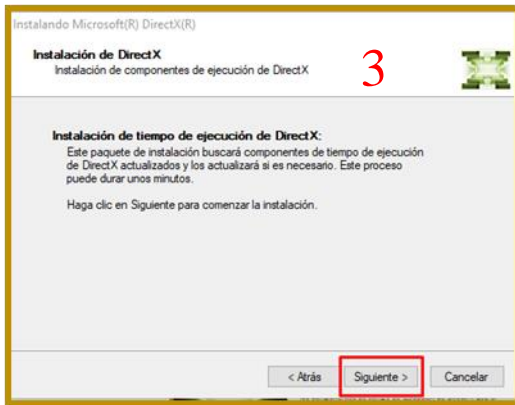 Instalando Microsoft(R) DirectX(R)
Instalación de DirectX
Instalación de componentes de ejecución de DirectX
3
Instalación de tiempo de ejecución de DirectX:
Este paquete de instalación buscará componentes de tiempo de ejecución
de DirectX actualizados y los actualizará si es necesario. Este proceso
puede durar unos minutos.
Haga clic en Siguiente para comenzar la instalación.
< Atrás Siguiente > Cancelar